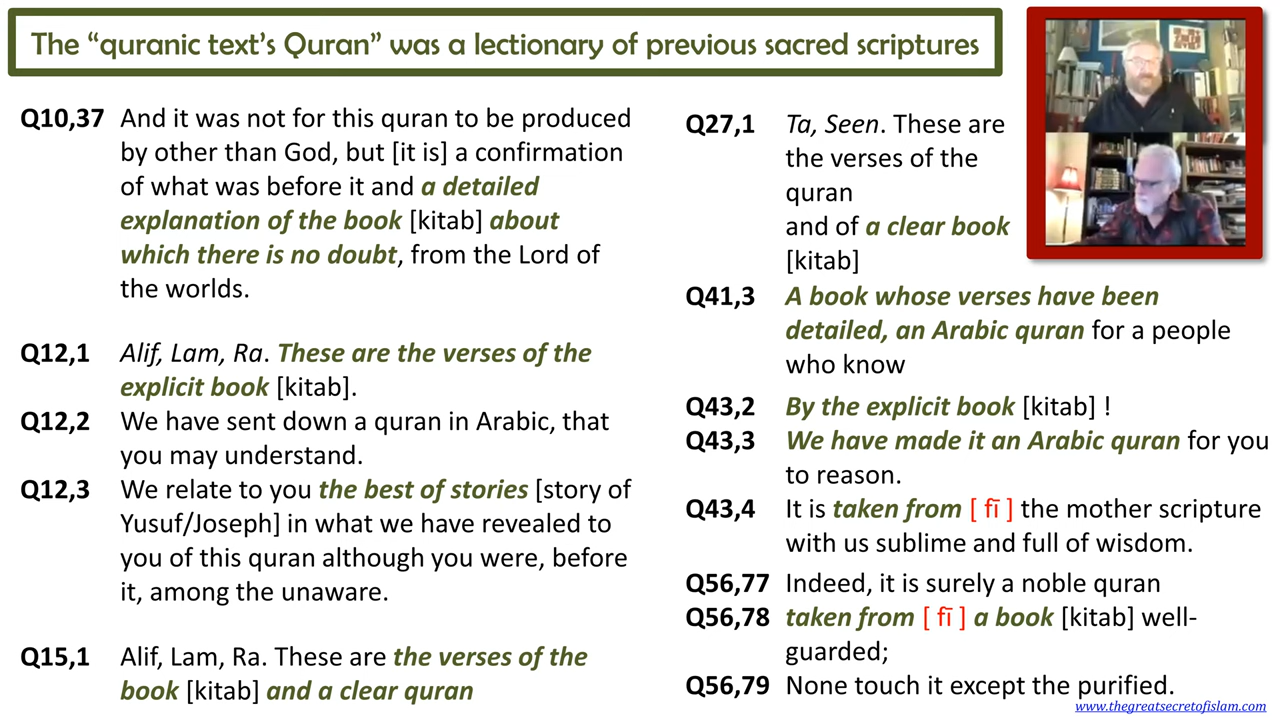 The “quranic text’s Quran” was a lectionary of previous sacred scriptures
Q10,37 And it was not for this quran to be produced
by other than God, but [it is] a confirmation
of what was before it and a detailed
explanation of the book [kitab] about
which there is no doubt, from the Lord of
the worlds.
Q12,1 Alif, Lam, Ra. These are the verses of the
explicit book [kitab].
Q12,2 We have sent down a quran in Arabic, that
you may understand.
Q12,3 We relate to you the best of stories [story of
Yusuf/Joseph] in what we have revealed to
you of this quran although you were, before
it, among the unaware.
Q15,1 Alif, Lam, Ra. These are the verses of the
book [kitab] and a clear quran
Q27,1 Ta, Seen. These are
the verses of the
quran
and of a clear book
[kitab]
Q41,3 A book whose verses have been
detailed, an Arabic quran for a people
who know
Q43,2 By the explicit book [kitab] !
Q43,3 We have made it an Arabic quran for you
to reason.
Q43,4 It is taken from [ fī ] the mother scripture
with us sublime and full of wisdom.
Q56,77 Indeed, it is surely a noble quran
Q56,78 taken from [ fī ] a book [kitab] well-
guarded;
Q56,79 None touch it except the purified.
www.thegreatsecretofislam.com